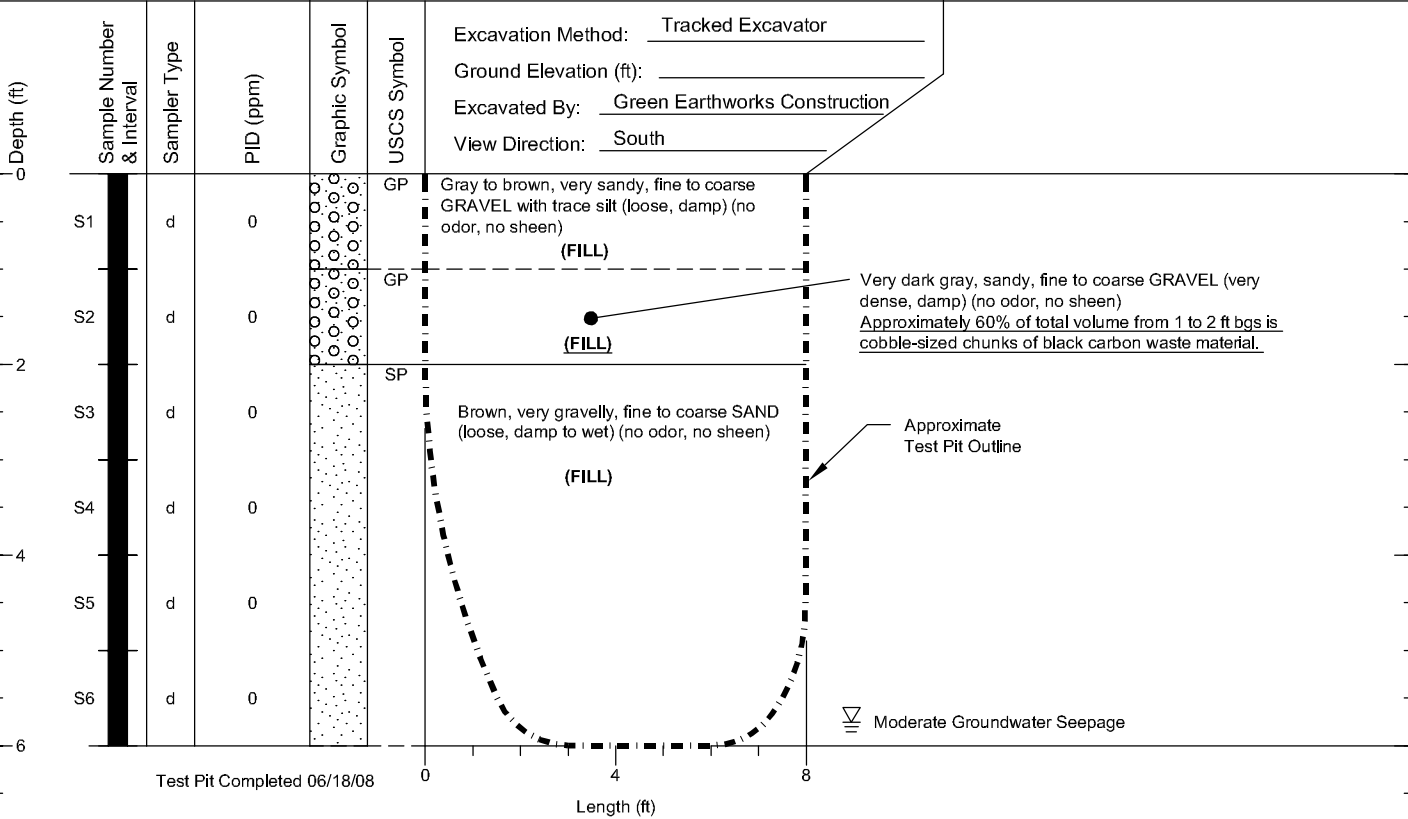 Depth (ft)
Sample Number
& Interval
Sampler Type
PID (ppm)
Graphic Symbol
USCS Symbol
Excavation Method: Tracked Excavator
Ground Elevation (ft):
Excavated By: Green Earthworks Construction
View Direction: South
0
GP
Gray to brown, very sandy, fine to coarse
GRAVEL with trace silt (loose, damp) (no
odor, no sheen)
(FILL)
S1 d 0
GP
Very dark gray, sandy, fine to coarse GRAVEL (very
dense, damp) (no odor, no sheen)
Approximately 60% of total volume from 1 to 2 ft bgs is
cobble-sized chunks of black carbon waste material.
S2 d 0
(FILL)
2
SP
S3 d 0
Brown, very gravelly, fine to coarse SAND
(loose, damp to wet) (no odor, no sheen)
(FILL)
Approximate
Test Pit Outline
S4 d 0
4
S5 d 0
S6 d 0
Moderate Groundwater Seepage
6
Test Pit Completed 06/18/08
0 4 8
Length (ft)